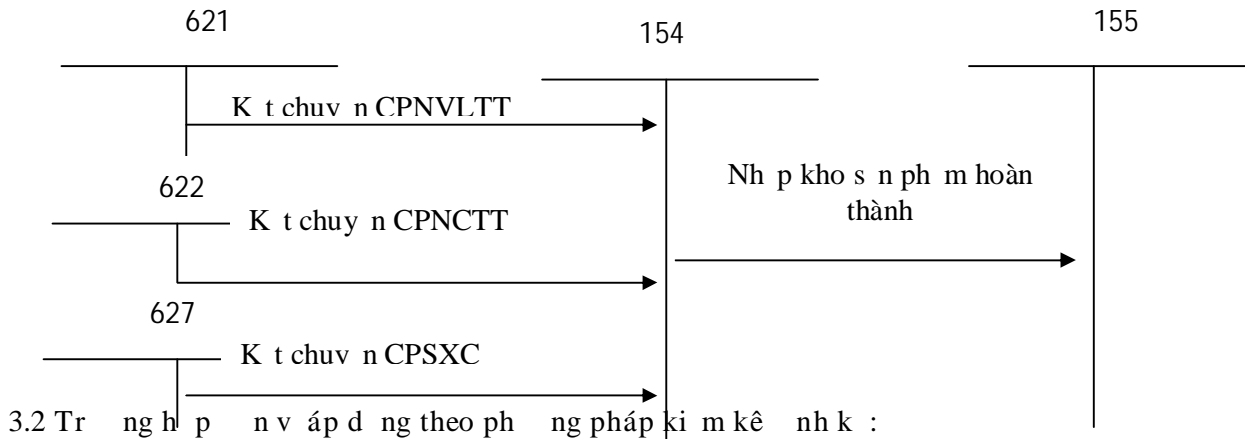 621
154
155
K t chuy n CPNVLTT
Nh p kho s n ph m hoàn
thành
622
K t chuy n CPNCTT
627
K t chuy n CPSXC
3.2 Tr ng h p n v áp d ng theo ph ng pháp ki m kê nh k :